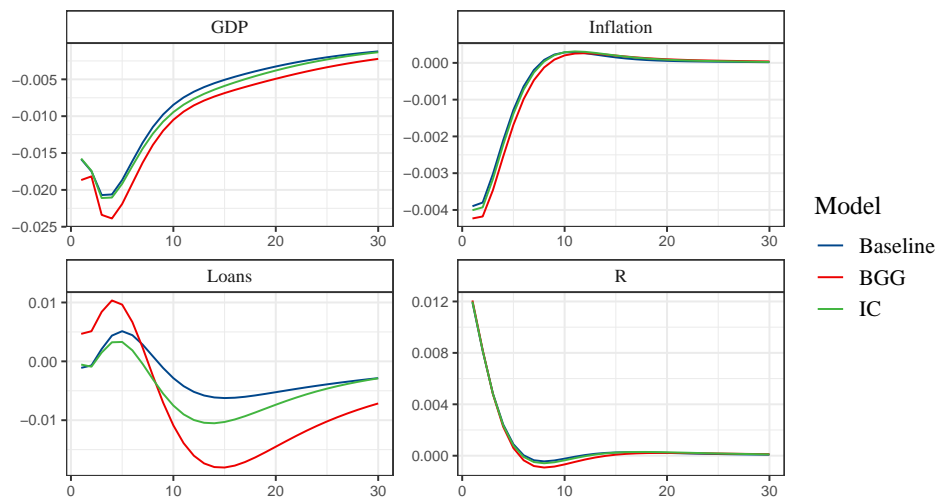 GDP
Inflation
−0.005
−0.010
−0.015
−0.020
−0.025
0 10 20 30
0.000
−0.001
−0.002
−0.003
−0.004
0 10 20 30
Loans
R
0.01
0.00
−0.01
0 10 20 30
0.012
0.008
0.004
0.000
0 10 20 30
Model
Baseline
BGG
IC